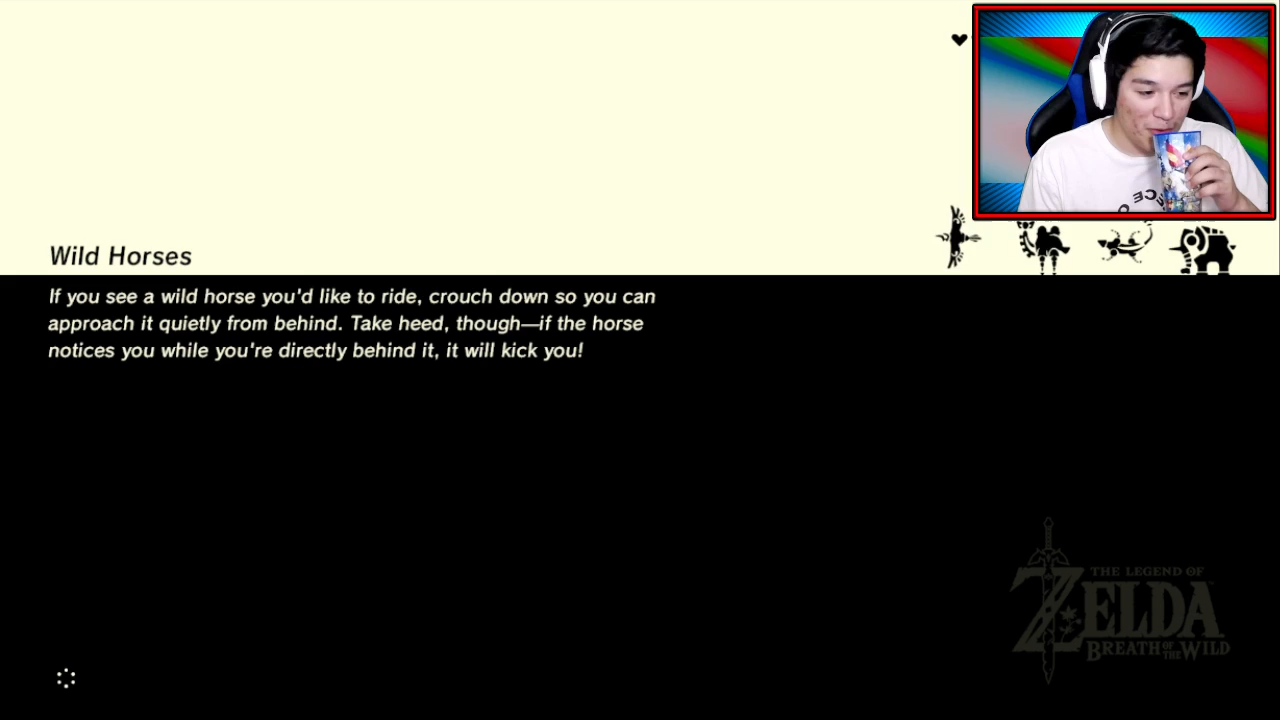 Wild Horses
If you see a wild horse you'd like to ride, crouch down so you can
approach it quietly from behind. Take heed, though—if the horse
notices you while you're directly behind it, it will kick you!
THE LEGEND OF
ZELDA
BREATH OF THE WILD